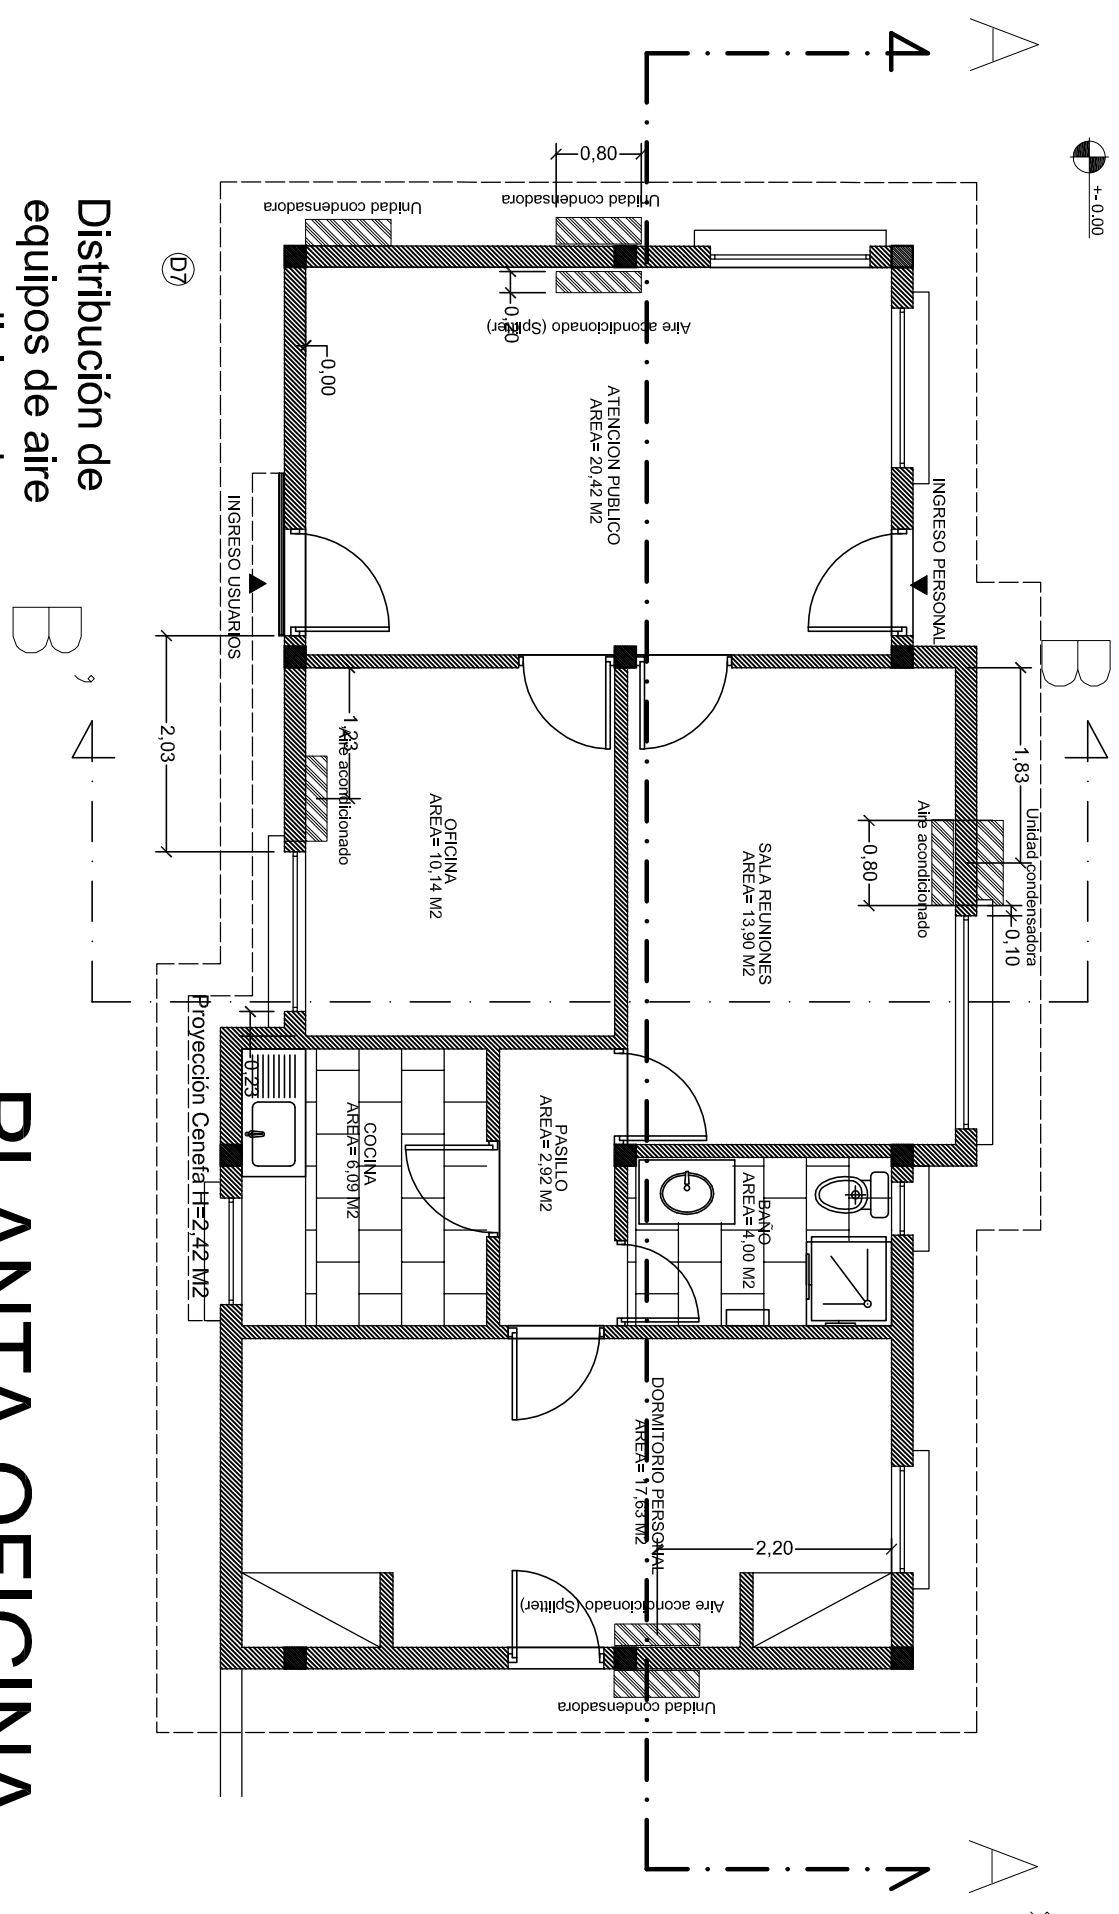 A
+- 0.00
0,80
Unidad condensadora
Unidad condensadora
D7
Distribución de
equipos de aire
0,20
Aire acondicionado (Splitter)
0,00
ATENCION PUBLICO
AREA= 20,42 M2
INGRESO USUARIOS
INGRESO PERSONAL
B
B'
2,03
1,23
Aire acondicionado
OFICINA
AREA= 10,14 M2
SALA REUNIONES
AREA= 13,90 M2
1,83
Unidad condensadora
Aire acondicionado
0,80
0,10
Proyección Cenefa H=2,42 M2
0,23
COCINA
AREA= 6,09 M2
PASILLO
AREA= 2,92 M2
BAÑO
AREA= 4,00 M2
DORMITORIO PERSONAL
AREA= 17,63 M2
2,20
Aire acondicionado (Splitter)
Unidad condensadora
A
PLANTA OFICINA